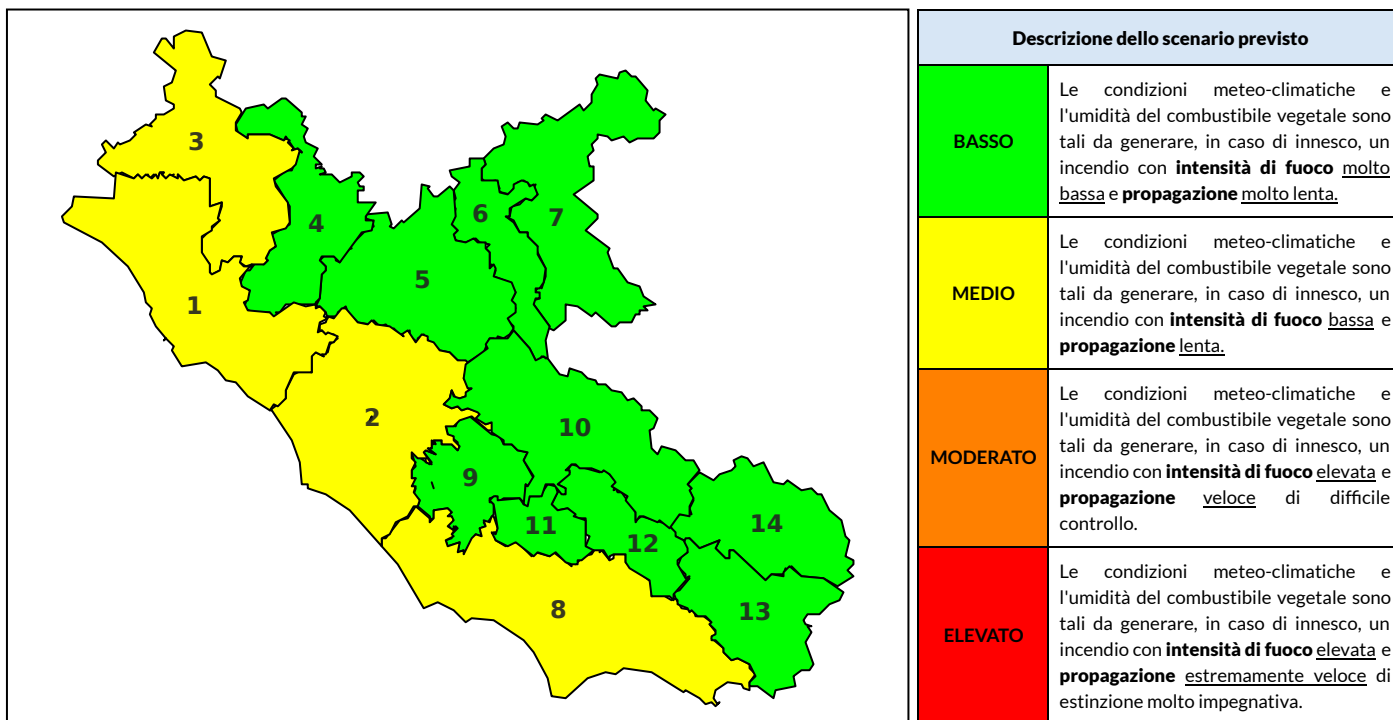 3
4
6
7
5
1
2
10
9
11
12
14
8
13
Descrizione dello scenario previsto
BASSO
Le condizioni meteo-climatiche e
l'umidità del combustibile vegetale sono
tali da generare, in caso di innesco, un
incendio con intensità di fuoco molto
bassa e propagazione molto lenta.
MEDIO
Le condizioni meteo-climatiche e
l'umidità del combustibile vegetale sono
tali da generare, in caso di innesco, un
incendio con intensità di fuoco bassa e
propagazione lenta.
MODERATO
Le condizioni meteo-climatiche e
l'umidità del combustibile vegetale sono
tali da generare, in caso di innesco, un
incendio con intensità di fuoco elevata e
propagazione veloce di difficile
controllo.
ELEVATO
Le condizioni meteo-climatiche e
l'umidità del combustibile vegetale sono
tali da generare, in caso di innesco, un
incendio con intensità di fuoco elevata e
propagazione estremamente veloce di
estinzione molto impegnativa.